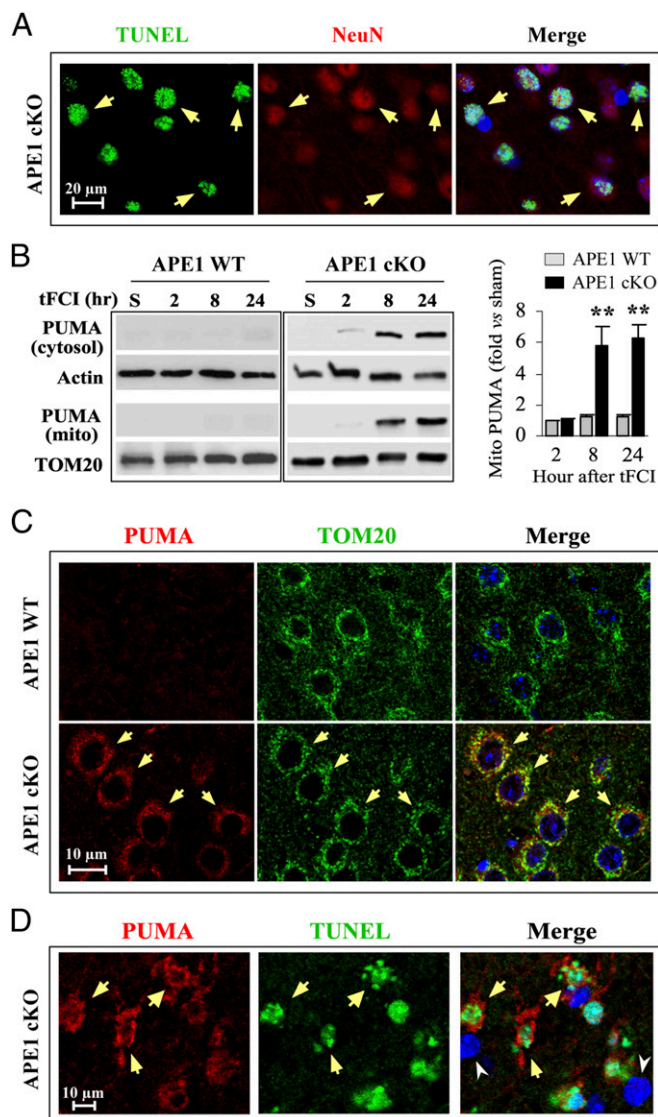 A
TUNEL NeuN Merge
APE1 cKO
20 µm
B
APE1 WT APE1 cKO
tFCI (hr) S 2 8 24 S 2 8 24
PUMA
(cytosol)
Actin
PUMA
(mito)
TOM20
APE1 WT
APE1 cKO
Mito PUMA (fold vs sham)
8
6
4
2
0
** **
2 8 24
Hour after tFCI
C
PUMA TOM20 Merge
APE1 WT
APE1 cKO
10 µm
D
PUMA TUNEL Merge
APE1 cKO
10 µm